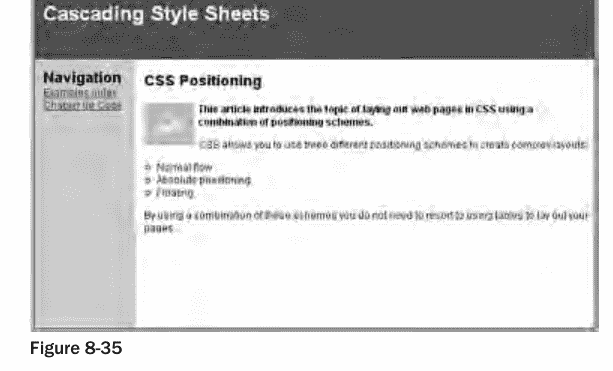 Cascading Style Sheets
Navigation
Examples index
Chapter Code
CSS Positioning
This article introduces the topic of laying out web pages in CSS using a
combination of positioning schemes.
CSS allows you to use three different positioning schemes to create complex layouts:
Normal flow
Absolute positioning
Floating
By using a combination of these schemes you do not need to resort to using tables to lay out your
pages.
Figure 8-35